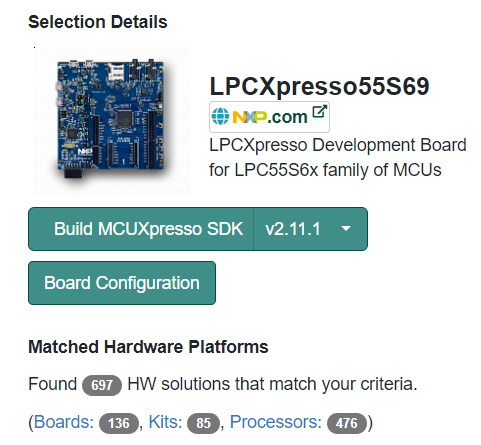 Selection Details
NXP
1
LPCXpresso55S69
NXP.com
LPCXpresso Development Board
for LPC55S6x family of MCUs
Build MCUXpresso SDK v2.11.1
Board Configuration
Matched Hardware Platforms
Found 697 HW solutions that match your criteria.
(Boards: 136, Kits: 85, Processors: 476)